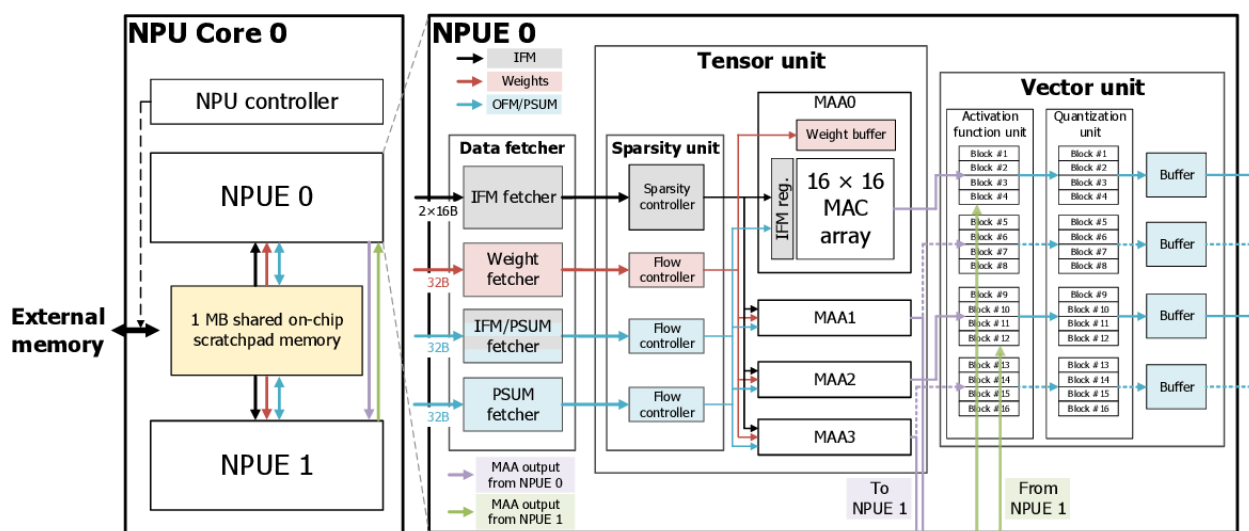 NPU Core 0
NPU controller
NPUE 0
External
memory
1 MB shared on-chip
scratchpad memory
NPUE 1
NPUE 0
IFM
Weights
OFM/PSUM
Data fetcher
2×16B
IFM fetcher
32B
Weight
fetcher
32B
IFM/PSUM
fetcher
32B
PSUM
fetcher
MAA output
from NPUE 0
MAA output
from NPUE 1
Sparsity unit
Sparsity
controller
Flow
controller
Flow
controller
Flow
controller
Tensor unit
MAA0
Weight buffer
IFM reg.
16 × 16
MAC
array
MAA1
MAA2
MAA3
To
NPUE 1
From
NPUE 1
Vector unit
Activation
function unit
Block #1
Block #2
Block #3
Block #4
Block #5
Block #6
Block #7
Block #8
Block #9
Block #10
Block #11
Block #12
Block #13
Block #14
Block #15
Block #16
Quantization
unit
Block #1
Block #2
Block #3
Block #4
Block #5
Block #6
Block #7
Block #8
Block #9
Block #10
Block #11
Block #12
Block #13
Block #14
Block #15
Block #16
Buffer
Buffer
Buffer
Buffer